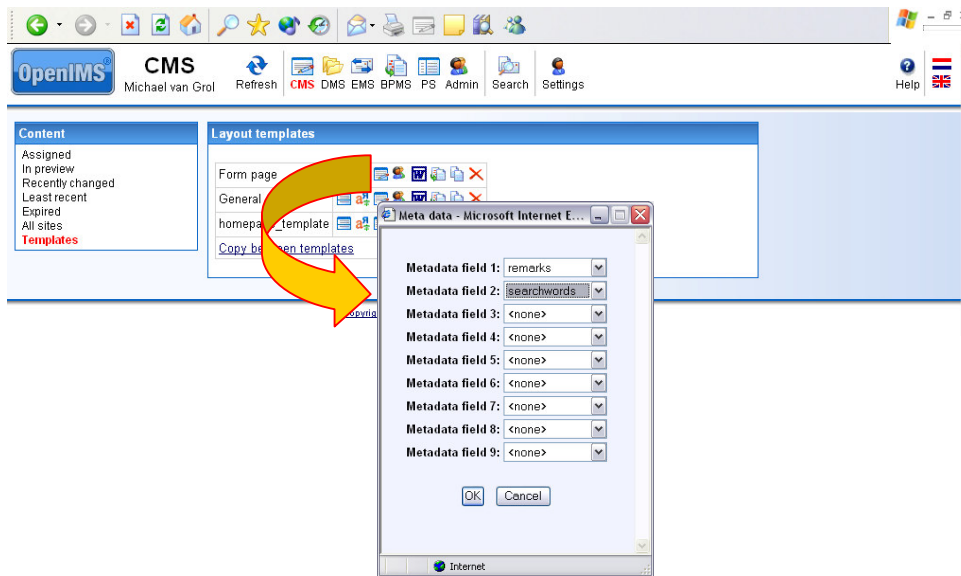 OpenIMS®
CMS
Michael van Grol
Refresh CMS DMS EMS BPMS PS Admin Search Settings
Help
Content
Assigned
In preview
Recently changed
Least recent
Expired
All sites
Templates
Layout templates
Form page
General
template
Copy templates
Meta data - Microsoft Internet E...
Metadata field 1: remarks
Metadata field 2: searchwords
Metadata field 3: <none>
Metadata field 4: <none>
Metadata field 5: <none>
Metadata field 6: <none>
Metadata field 7: <none>
Metadata field 8: <none>
Metadata field 9: <none>
OK Cancel
Internet